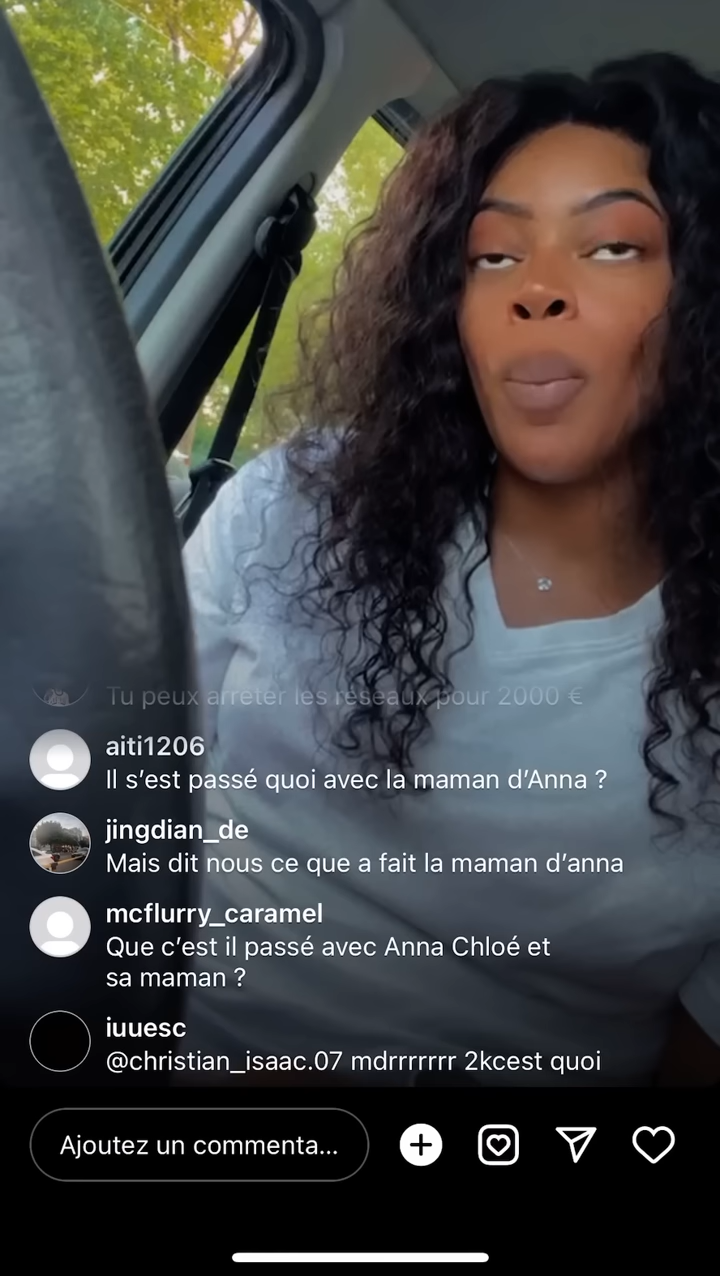 Tu peux arrêter les réseaux pour 2000 €
aiti1206
Il s’est passé quoi avec la maman d’Anna ?
jingdian_de
Mais dit nous ce que a fait la maman d’anna
mcflurry_caramel
Que c’est il passé avec Anna Chloé et
sa maman ?
iuuesc
@christian_isaac.07 mdrrrrrrr 2kcest quoi
Ajoutez un commenta...